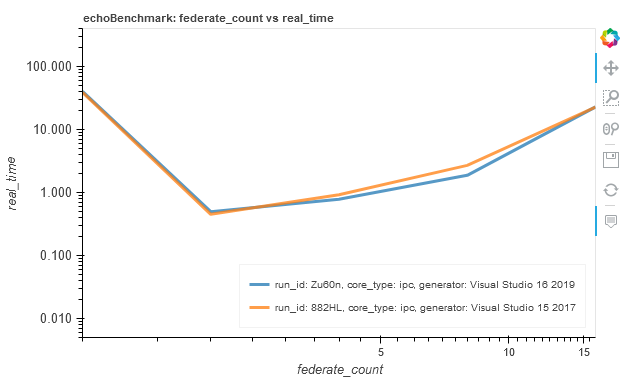 echoBenchmark: federate_count vs real_time
100.000
10.000
1.000
0.100
0.010
real_time
run_id: Zu60n, core_type: ipc, generator: Visual Studio 16 2019
run_id: 882HL, core_type: ipc, generator: Visual Studio 15 2017
5
10
15
federate_count